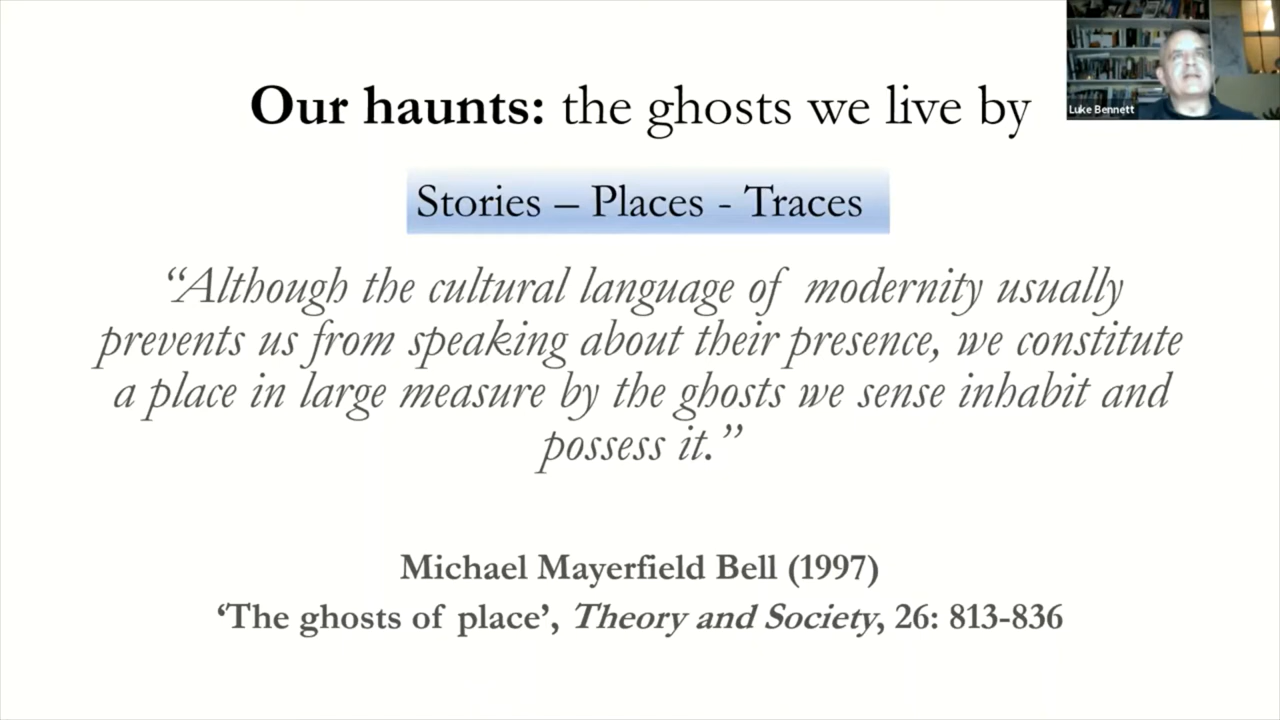 Our haunts: the ghosts we live by
Luke Bennett
Stories – Places - Traces
“Although the cultural language of modernity usually
prevents us from speaking about their presence, we constitute
a place in large measure by the ghosts we sense inhabit and
possess it.”
Michael Mayerfield Bell (1997)
‘The ghosts of place’, Theory and Society, 26: 813-836